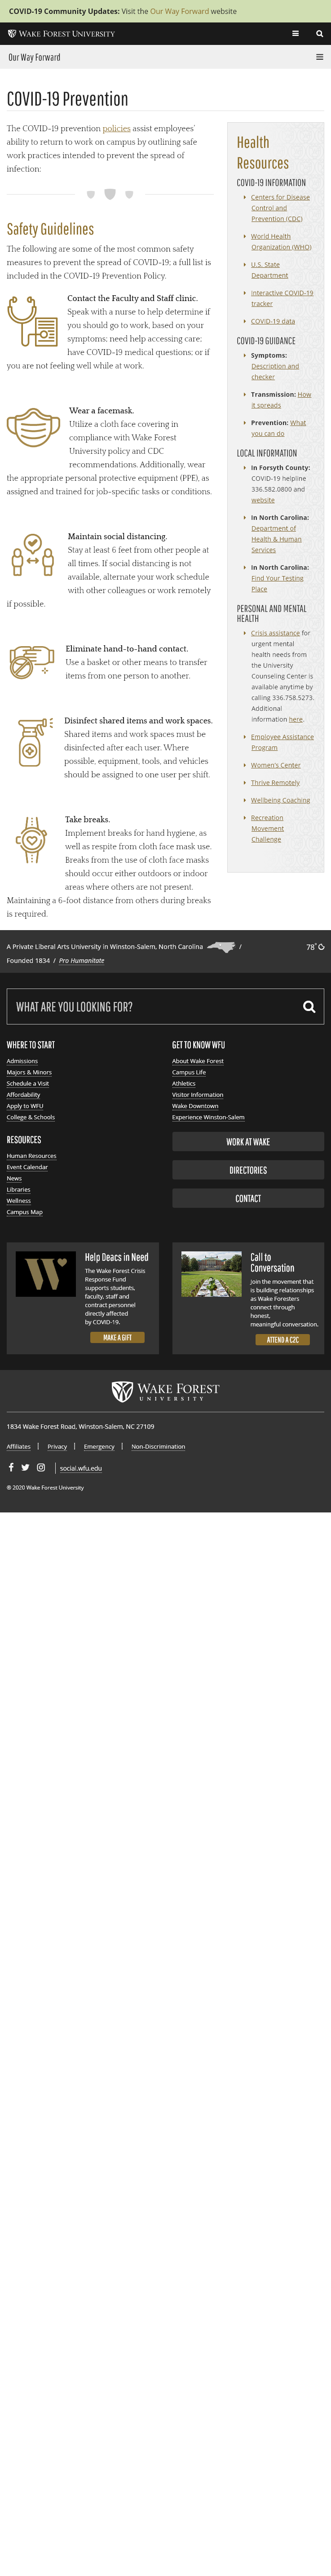 COVID-19 Community Updates: Visit the Our Way Forward website
WAKE FOREST UNIVERSITY
Our Way Forward
COVID-19 Prevention
The COVID-19 prevention policies assist employees'
ability to return to work on campus by outlining safe
work practices intended to prevent the spread of
infection:
Safety Guidelines
The following are some of the most common safety
measures to prevent the spread of COVID-19; a full list is
included in the COVID-19 Prevention Policy.
Contact the Faculty and Staff clinic.
Speak with a nurse to help determine if
you should go to work, based on your
symptoms; need help accessing care;
have COVID-19 medical questions; or if
you are not feeling well while at work.
Wear a facemask.
Utilize a cloth face covering in
compliance with Wake Forest
University policy and CDC
recommendations. Additionally, wear
the appropriate personal protective equipment (PPE), as
assigned and trained, for job-specific tasks and functions.
Maintain social distancing.
Stay at least 6 feet from other people at
all times. If social distancing is not
available, alternate your work schedule
with other colleagues or work remotely
if possible.
Eliminate hand-to-hand contact.
Use a basket or other surface to transfer
items from one person to another.
Disinfect shared items and work spaces.
Shared items and work spaces must be
disinfected after each user. Where
possible, equipment, tools, and vehicles
should be assigned to one user per shift.
Take breaks.
Implement breaks for hand hygiene, as
well as respite from cloth face mask use.
Breaks from the use of cloth face masks
should occur either outdoors or indoor
areas where others are not present.
Maintaining a 6-foot distance from others during breaks
is required.
Health
Resources
COVID-19 INFORMATION
Centers for Disease
Control and
Prevention (CDC)
World Health
Organization (WHO)
U.S. State
Department
Interactive COVID-19
tracker
COVID-19 data
COVID-19 GUIDANCE
Symptoms:
Description and
checker
Transmission: How
it spreads
Prevention: What
you can do
LOCAL INFORMATION
In Forsyth County:
COVID-19 helpline
336.582.0800 and
website
In North Carolina:
Department of
Health & Human
Services
In North Carolina:
Find Your Testing
Place
PERSONAL AND MENTAL
HEALTH
Crisis assistance for
urgent mental
health needs from
the University
Counseling Center is
available anytime by
calling 336.758.5273.
Additional
information here.
Employee Assistance
Program
Women's Center
Thrive Remotely
Wellbeing Coaching
Recreation
Movement
Challenge
A Private Liberal Arts University in Winston-Salem, North Carolina /
Founded 1834 / Pro Humanitate
78°
WHAT ARE YOU LOOKING FOR?
WHERE TO START
Admissions
Majors & Minors
Schedule a Visit
Affordability
Apply to WFU
College & Schools
RESOURCES
Human Resources
Event Calendar
News
Libraries
Wellness
Campus Map
GET TO KNOW WFU
About Wake Forest
Campus Life
Athletics
Visitor Information
Wake Downtown
Experience Winston-Salem
WORK AT WAKE
DIRECTORIES
CONTACT
Help Deacs in Need
The Wake Forest Crisis
Response Fund
supports students,
faculty, staff and
contract personnel
directly affected
by COVID-19.
MAKE A GIFT
Call to
Conversation
Join the movement that
is building relationships
as Wake Foresters
connect through
honest,
meaningful conversation.
ATTEND A C2C
WAKE FOREST
UNIVERSITY
1834 Wake Forest Road, Winston-Salem, NC 27109
Affiliates | Privacy | Emergency | Non-Discrimination
social.wfu.edu
® 2020 Wake Forest University